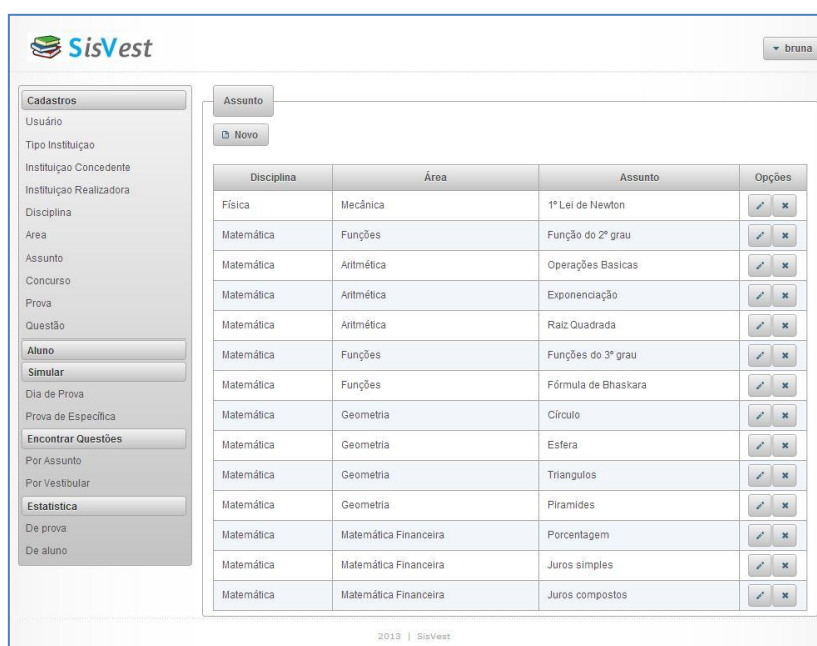 SisVest
bruna
Cadastros
Usuário
Tipo Instituiçao
Instituiçao Concedente
Instituiçao Realizadora
Disciplina
Area
Assunto
Concurso
Prova
Questão
Aluno
Simular
Dia de Prova
Prova de Específica
Encontrar Questões
Por Assunto
Por Vestibular
Estatistica
De prova
De aluno
Assunto
Novo
Disciplina Área Assunto Opções
Física Mecânica 1º Lei de Newton
Matemática Funções Função do 2º grau
Matemática Aritmética Operações Basicas
Matemática Aritmética Exponenciação
Matemática Aritmética Raiz Quadrada
Matemática Funções Funções do 3º grau
Matemática Funções Fórmula de Bhaskara
Matemática Geometria Círculo
Matemática Geometria Esfera
Matemática Geometria Triangulos
Matemática Geometria Piramides
Matemática Matemática Financeira Porcentagem
Matemática Matemática Financeira Juros simples
Matemática Matemática Financeira Juros compostos
2013 | SisVest